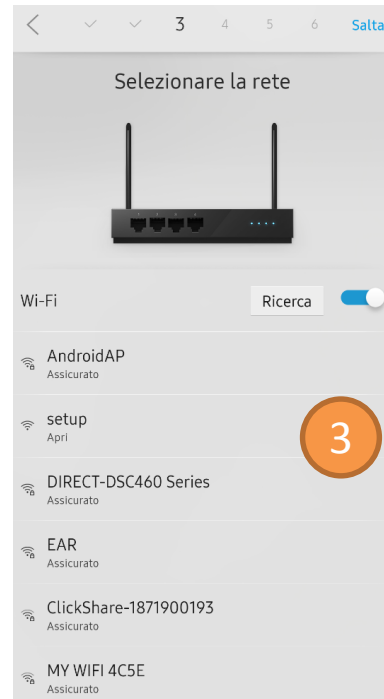 3 4 5 6 Salta
Selezionare la rete
Wi-Fi Ricerca
AndroidAP
Assicurato
setup
Apri
3
DIRECT-DSC460 Series
Assicurato
EAR
Assicurato
ClickShare-1871900193
Assicurato
MY WIFI 4C5E
Assicurato